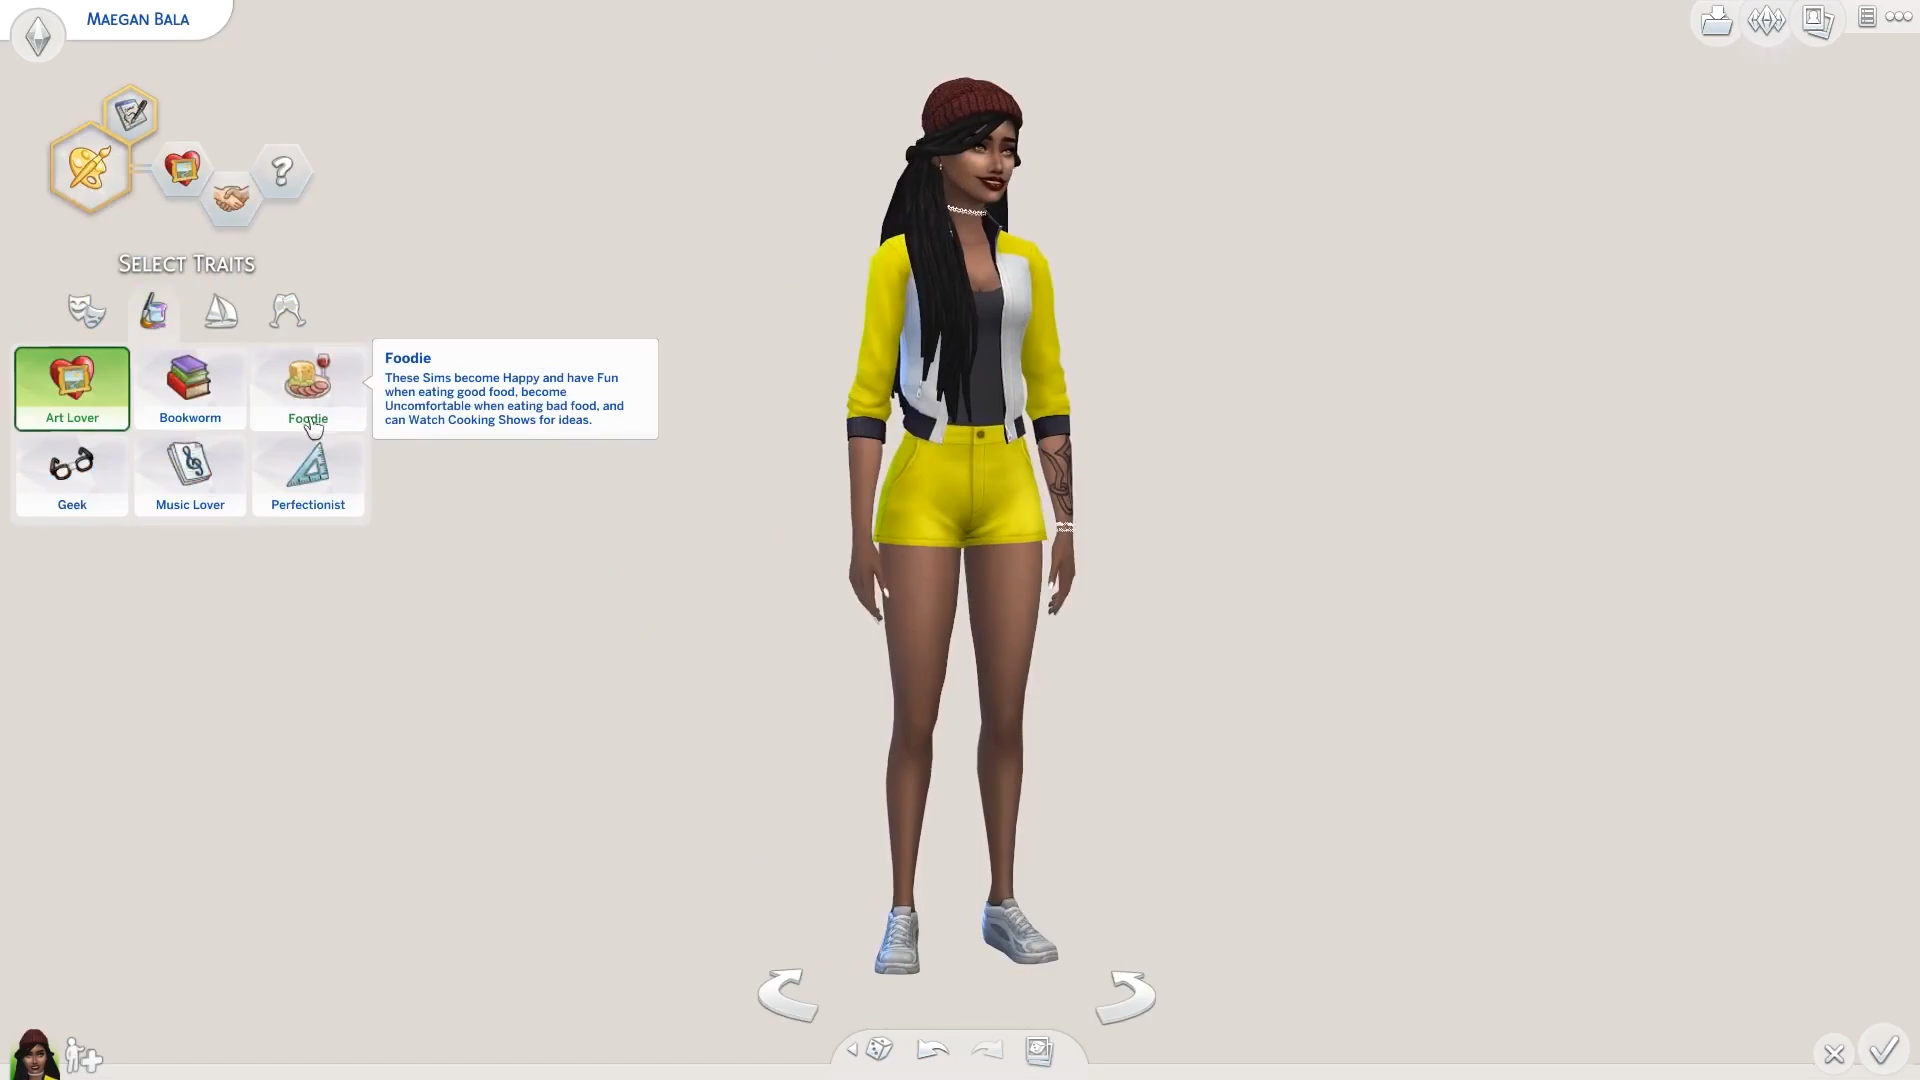 MAEGAN BALA
SELECT TRAITS
Art Lover
Bookworm
Foodie
Foodie
These Sims become Happy and have Fun
when eating good food, become
Uncomfortable when eating bad food, and
can Watch Cooking Shows for ideas.
Geek
Music Lover
Perfectionist